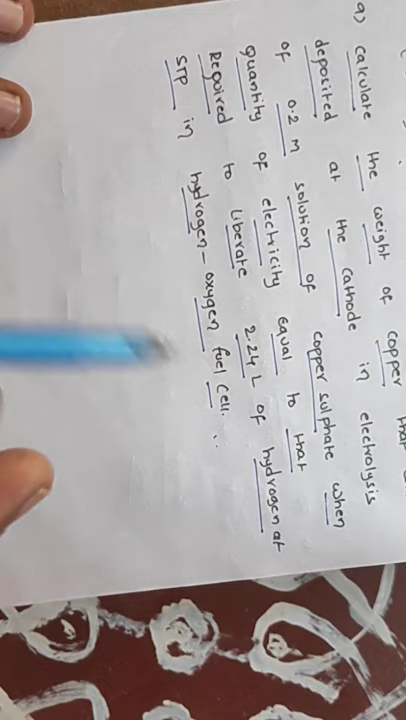 9) Calculate the weight of copper that
deposited at the cathode in electrolysis
of 0.2 M solution of copper sulphate when
quantity of electricity equal to that
Required to liberate 2.24 L of hydrogen at
STP in hydrogen - oxygen fuel cell.